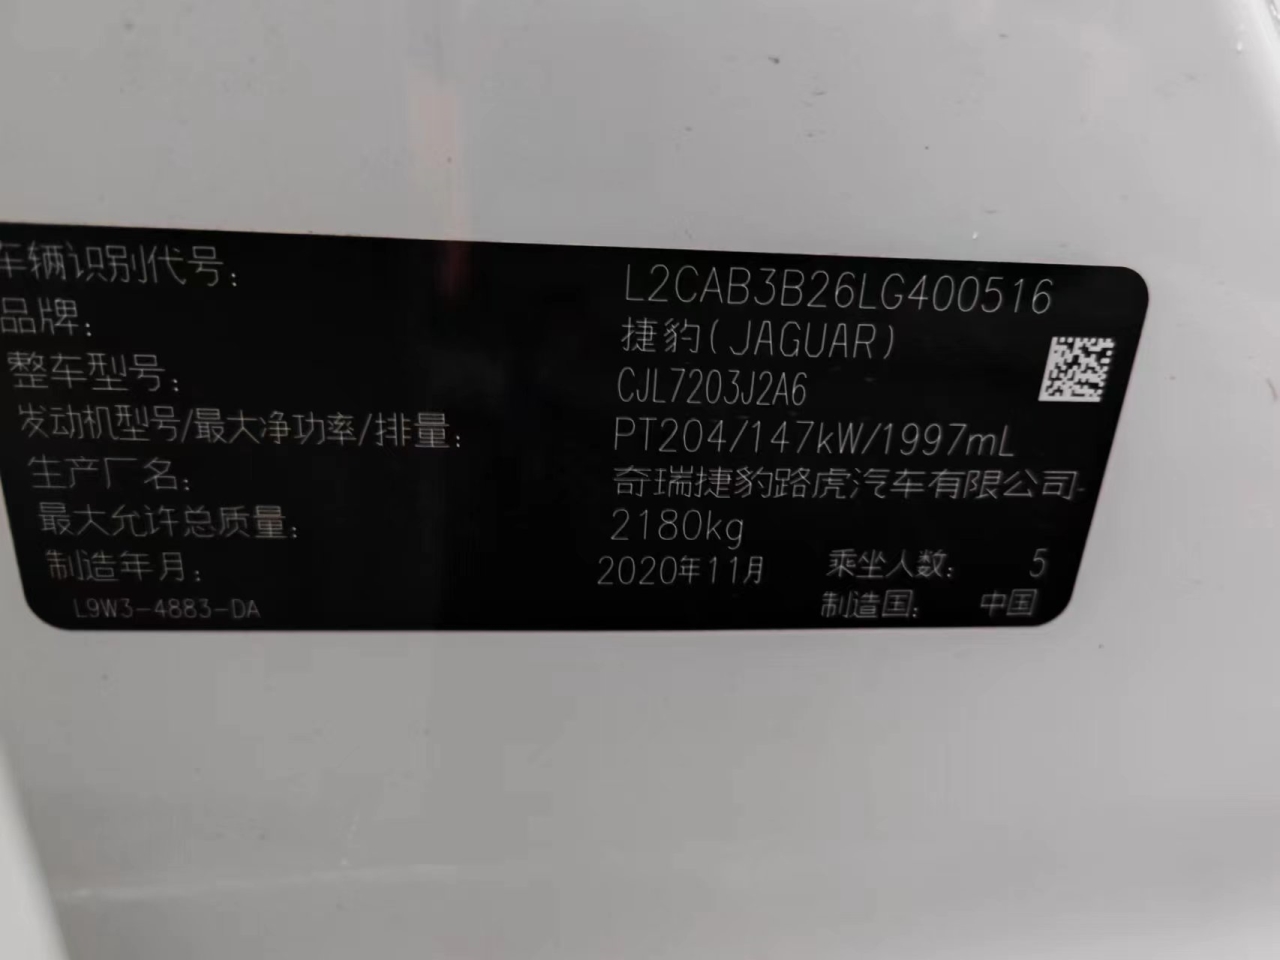 车辆识别代号: L2CAB3B26LG400516
品牌: 捷豹(JAGUAR)
整车型号: CJL7203J2A6
发动机型号/最大净功率/排量: PT204/147kW/1997mL
生产厂名: 奇瑞捷豹路虎汽车有限公司
最大允许总质量: 2180kg
制造年月: 2020年11月 乘坐人数: 5
L9W3-4883-DA 制造国: 中国